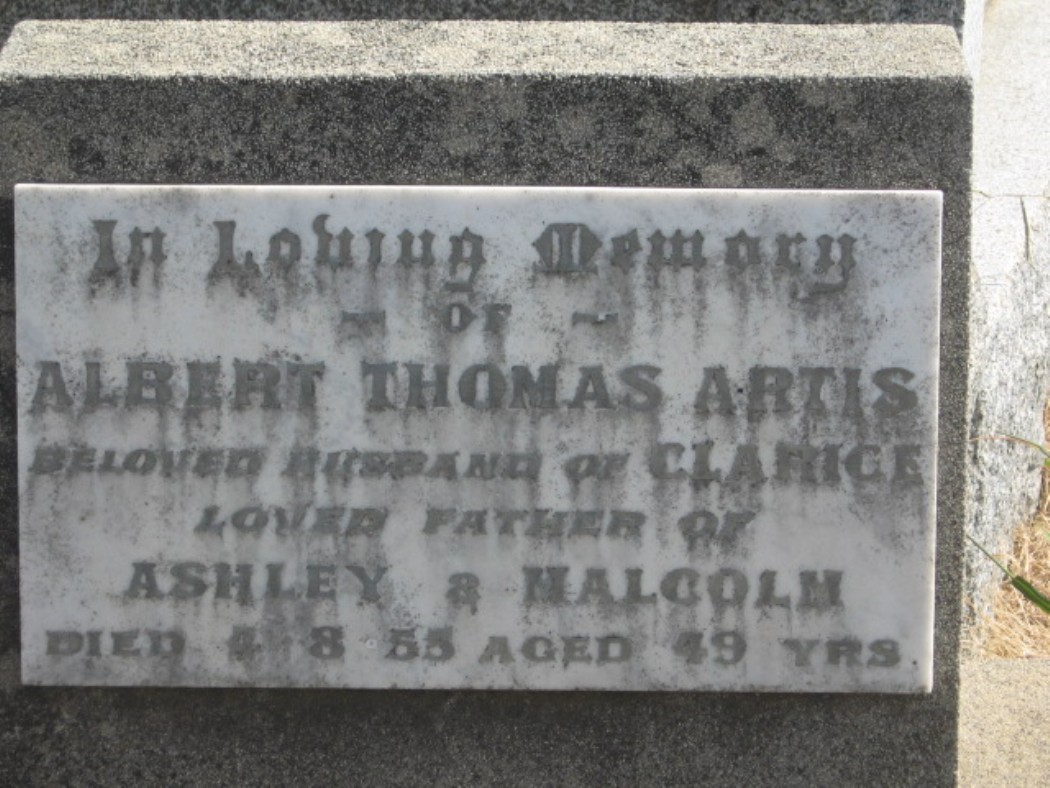 In Loving Memory
~ OF ~
ALBERT THOMAS ARTIS
BELOVED HUSBAND OF CLARICE
LOVED FATHER OF
ASHLEY & MALCOLM
DIED 4-8-55 AGED 49 YRS